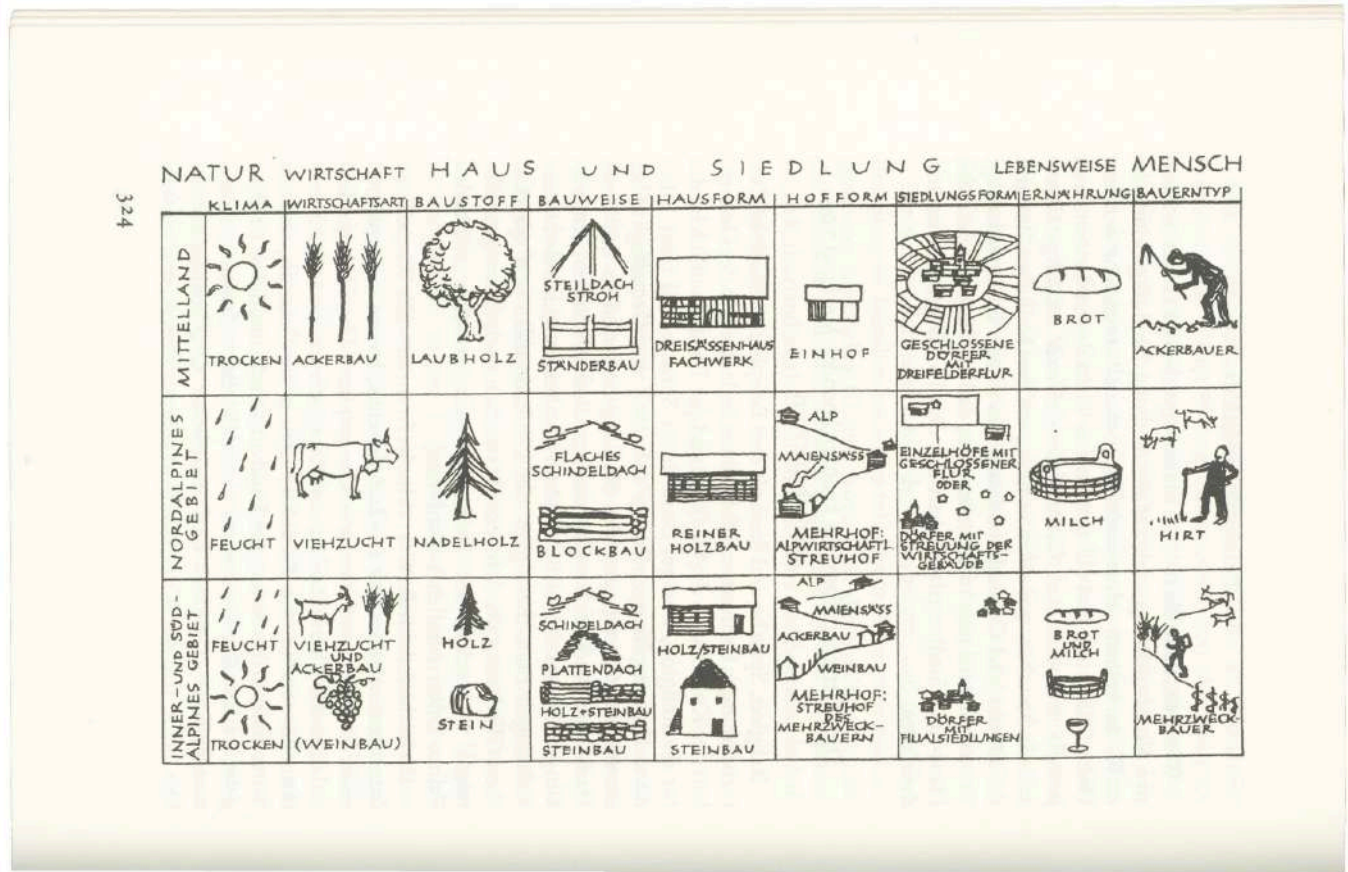 324
NATUR WIRTSCHAFT HAUS UND SIEDLUNG LEBENSWEISE MENSCH
KLIMA WIRTSCHAFTSART BAUSTOFF BAUWEISE HAUSFORM HOFFORM SIEDLUNGSFORM ERNÄHRUNG BAUERNTYP
MITTELLAND
TROCKEN
ACKERBAU
LAUBHOLZ
STEILDACH
STROH
STÄNDERBAU
DREISÄSSENHAUS
FACHWERK
EINHOF
GESCHLOSSENE
DÖRFER
MIT
DREIFELDERFLUR
BROT
ACKERBAUER
NORDALPINES
GEBIET
FEUCHT
VIEHZUCHT
NADELHOLZ
FLACHES
SCHINDELDACH
BLOCKBAU
REINER
HOLZBAU
ALP
MAIENSÄSS
MEHRHOF:
ALPWIRTSCHAFTL.
STREUHOF
EINZELHÖFE MIT
GESCHLOSSENER
FLUR
ODER
DÖRFER MIT
STREUUNG DER
WIRTSCHAFTS-
GEBÄUDE
MILCH
HIRT
INNER- UND SÜD-
ALPINES GEBIET
FEUCHT
TROCKEN
VIEHZUCHT
UND
ACKERBAU
(WEINBAU)
HOLZ
STEIN
SCHINDELDACH
PLATTENDACH
HOLZ+STEINBAU
STEINBAU
HOLZ/STEINBAU
STEINBAU
ALP
MAIENSÄSS
ACKERBAU
WEINBAU
MEHRHOF:
STREUHOF
DES
MEHRZWECK-
BAUERN
DÖRFER
MIT
FILIALSIEDLUNGEN
BROT
UND
MILCH
MEHRZWECK-
BAUER